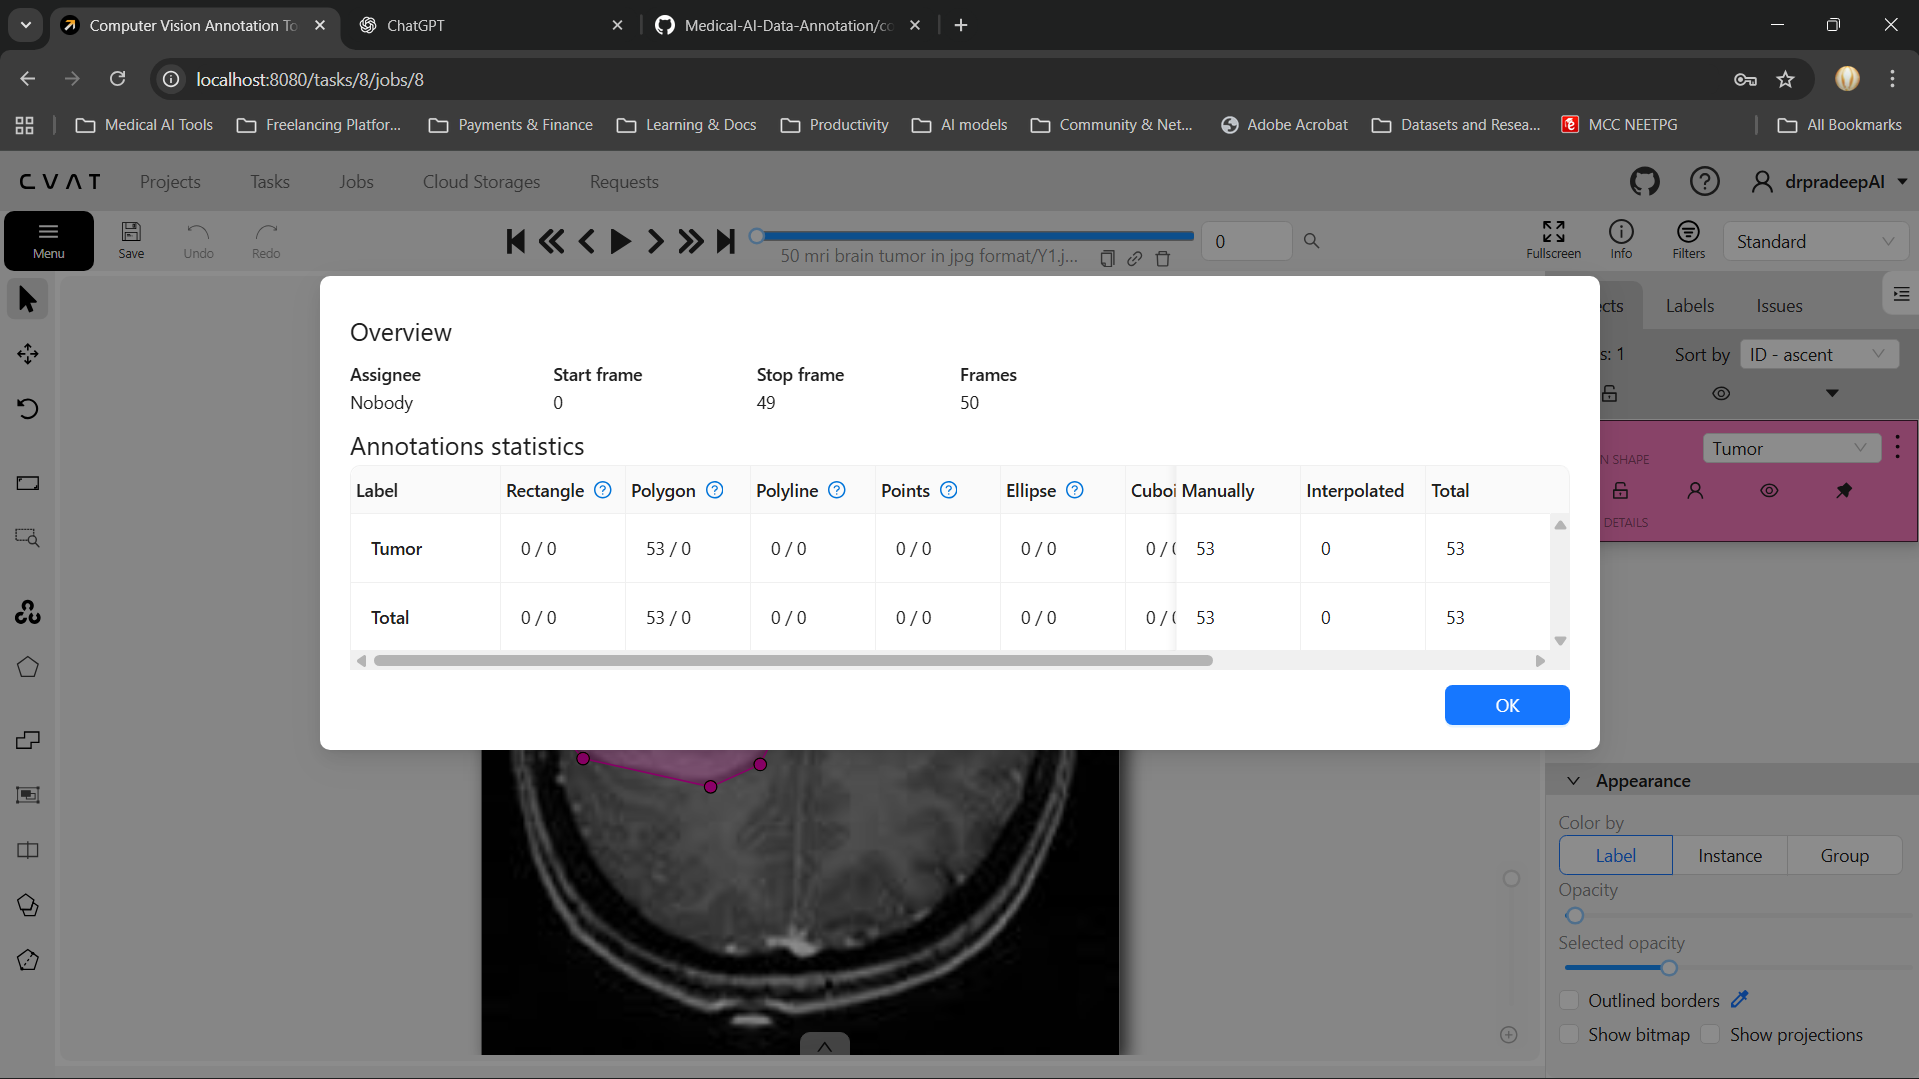 Computer Vision Annotation To
ChatGPT
Medical-AI-Data-Annotation/co
localhost:8080/tasks/8/jobs/8
Medical AI Tools
Freelancing Platfor...
Payments & Finance
Learning & Docs
Productivity
AI models
Community & Net...
Adobe Acrobat
Datasets and Resea...
MCC NEETPG
All Bookmarks
CVAT
Projects
Tasks
Jobs
Cloud Storages
Requests
drpradeepAI
Menu
Save
Undo
Redo
50 mri brain tumor in jpg format/Y1.j...
0
Fullscreen
Info
Filters
Standard
cts
Labels
Issues
s: 1
Sort by
ID - ascent
N SHAPE
Tumor
DETAILS
Overview
Assignee Start frame Stop frame Frames
Nobody 0 49 50
Annotations statistics
Label Rectangle Polygon Polyline Points Ellipse Cuboi Manually Interpolated Total
Tumor 0 / 0 53 / 0 0 / 0 0 / 0 0 / 0 0 / 0 53 0 53
Total 0 / 0 53 / 0 0 / 0 0 / 0 0 / 0 0 / 0 53 0 53
OK
Appearance
Color by
Label
Instance
Group
Opacity
Selected opacity
Outlined borders
Show bitmap
Show projections